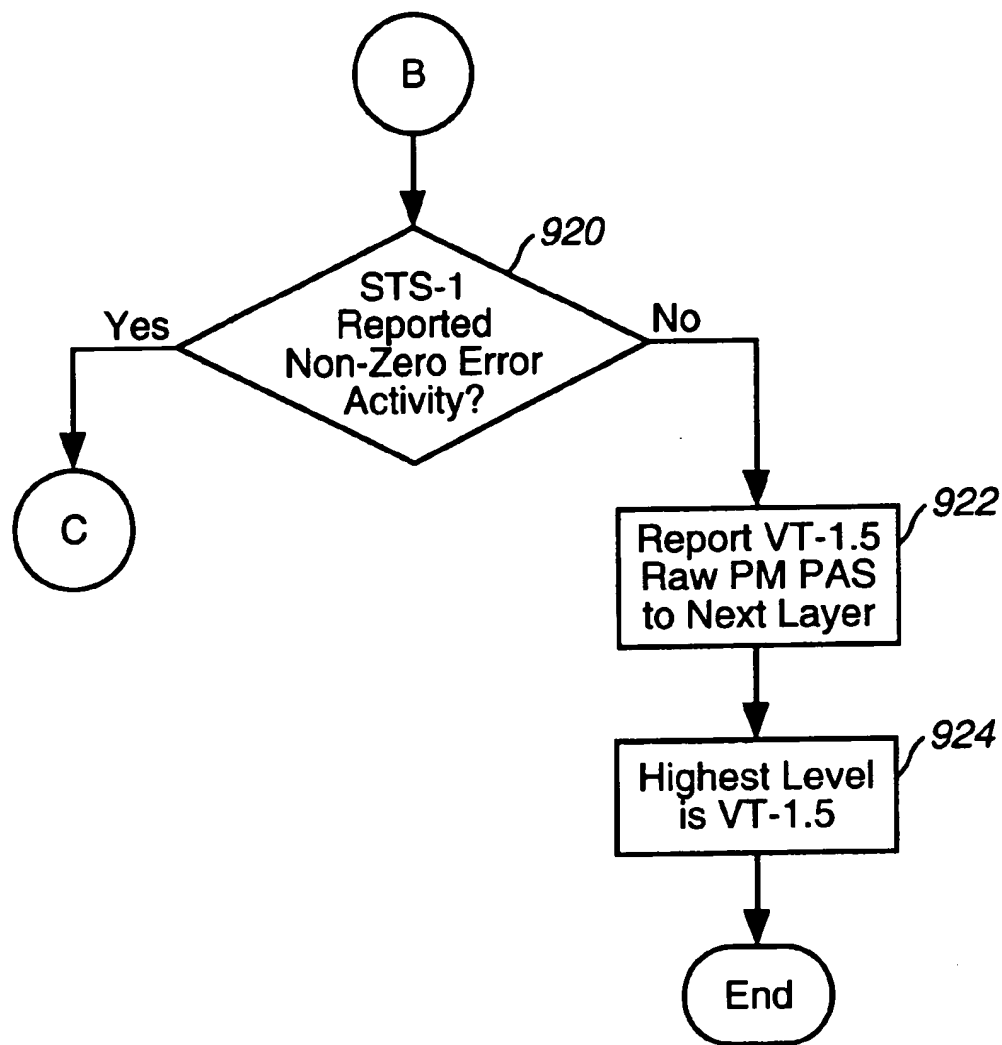 B
920
STS-1
Reported
Non-Zero Error
Activity?
Yes
No
C
922
Report VT-1.5
Raw PM PAS
to Next Layer
924
Highest Level
is VT-1.5
End